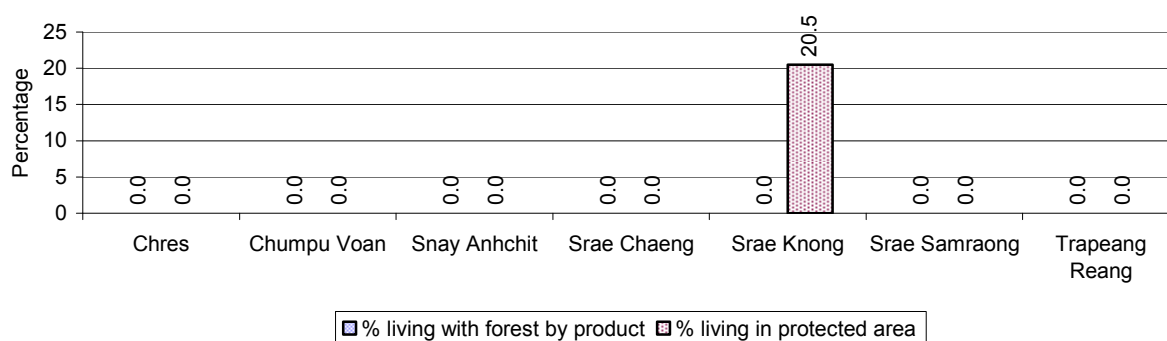 25
20
15
10
5
0
Percentage
0.0 0.0 0.0 0.0 0.0 0.0 0.0 0.0 0.0 20.5 0.0 0.0 0.0 0.0
Chres Chumpu Voan Snay Anhchit Srae Chaeng Srae Knong Srae Samraong Trapeang
Reang
% living with forest by product % living in protected area